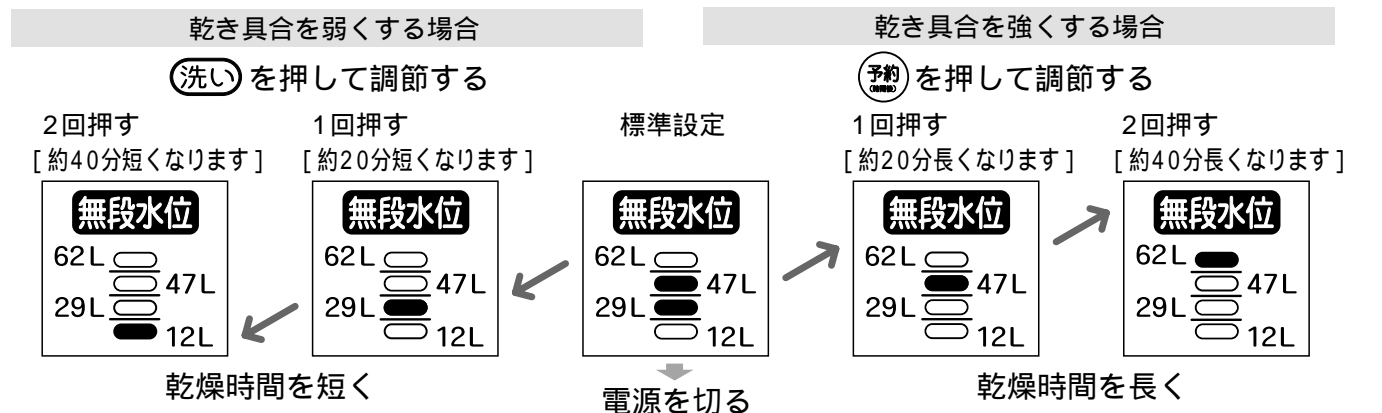 乾き具合を弱くする場合
乾き具合を強くする場合
洗い を押して調節する
予約 を押して調節する
2回押す
[約40分短くなります]
1回押す
[約20分短くなります]
標準設定
1回押す
[約20分長くなります]
2回押す
[約40分長くなります]
無段水位
62L
47L
29L
12L
無段水位
62L
47L
29L
12L
無段水位
62L
47L
29L
12L
無段水位
62L
47L
29L
12L
無段水位
62L
47L
29L
12L
乾燥時間を短く
電源を切る
乾燥時間を長く